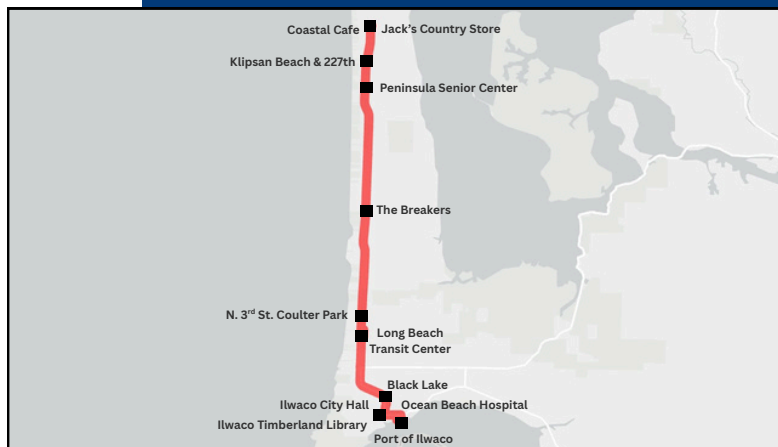 Coastal Cafe
Jack's Country Store
Klipsan Beach & 227th
Peninsula Senior Center
The Breakers
N. 3rd St. Coulter Park
Long Beach
Transit Center
Black Lake
Ilwaco City Hall
Ocean Beach Hospital
Ilwaco Timberland Library
Port of Ilwaco